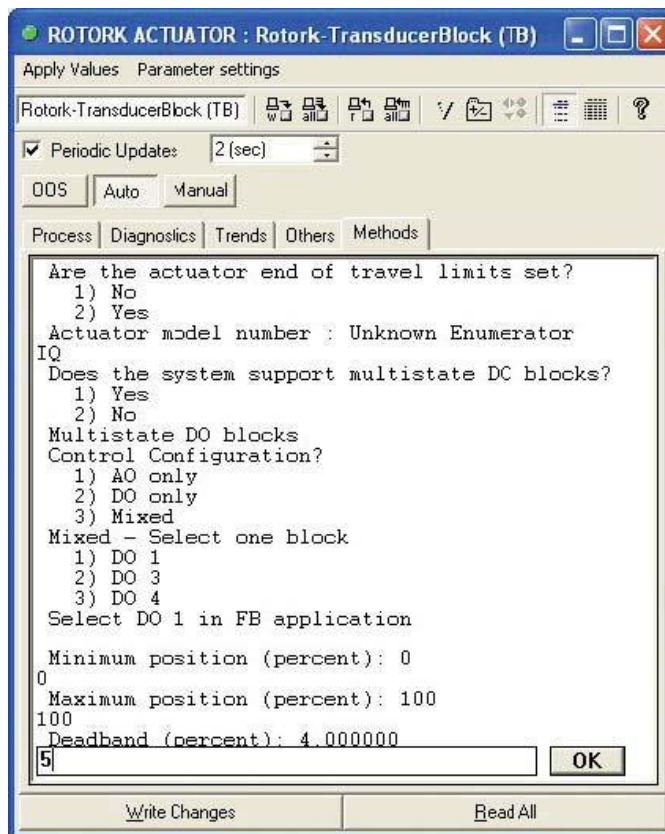 ROTORK ACTUATOR : Rotork-TransducerBlock (TB)
Apply Values Parameter settings
Rotork-TransducerBlock (TB) w all r all ?
Periodic Updates 2 (sec)
OOS Auto Manual
Process Diagnostics Trends Others Methods
Are the actuator end of travel limits set?
1) No
2) Yes
Actuator model number : Unknown Enumerator
IQ
Does the system support multistate DC blocks?
1) Yes
2) No
Multistate DO blocks
Control Configuration?
1) AO only
2) DO only
3) Mixed
Mixed - Select one block
1) DO 1
2) DO 3
3) DO 4
Select DO 1 in FB application
Minimum position (percent): 0
0
Maximum position (percent): 100
100
Deadband (percent): 4.000000
5 OK
Write Changes Read All